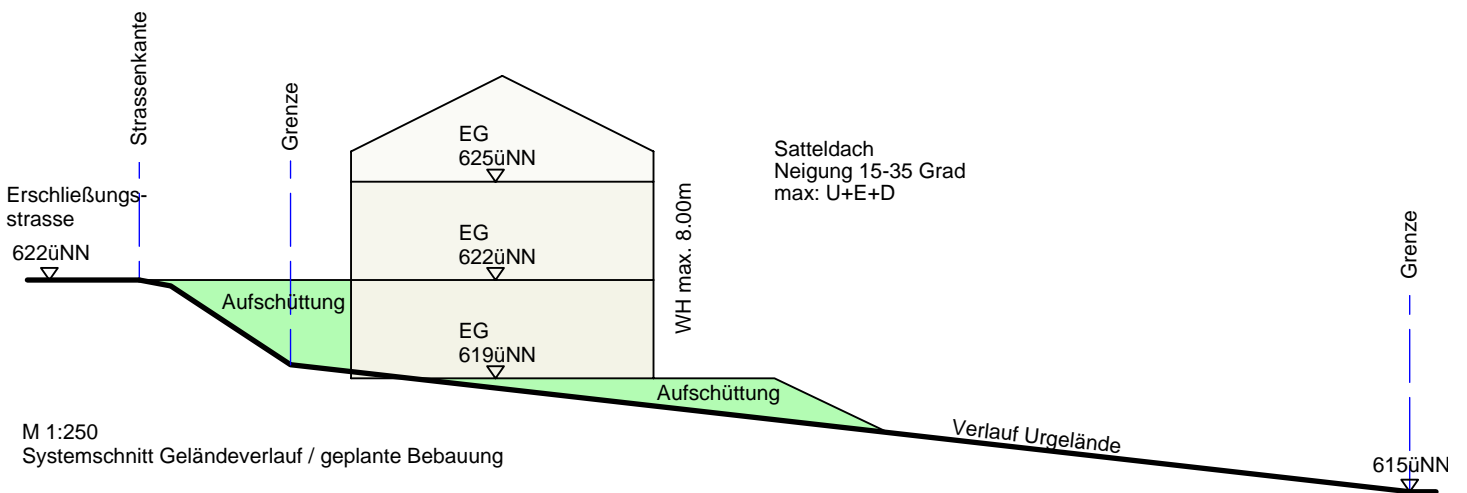 Strassenkante
Grenze
Erschließungs-
strasse
622üNN
EG
625üNN
Satteldach
Neigung 15-35 Grad
max: U+E+D
EG
622üNN
WH max. 8.00m
Grenze
Aufschüttung
EG
619üNN
Aufschüttung
Verlauf Urgelände
615üNN
M 1:250
Systemschnitt Geländeverlauf / geplante Bebauung